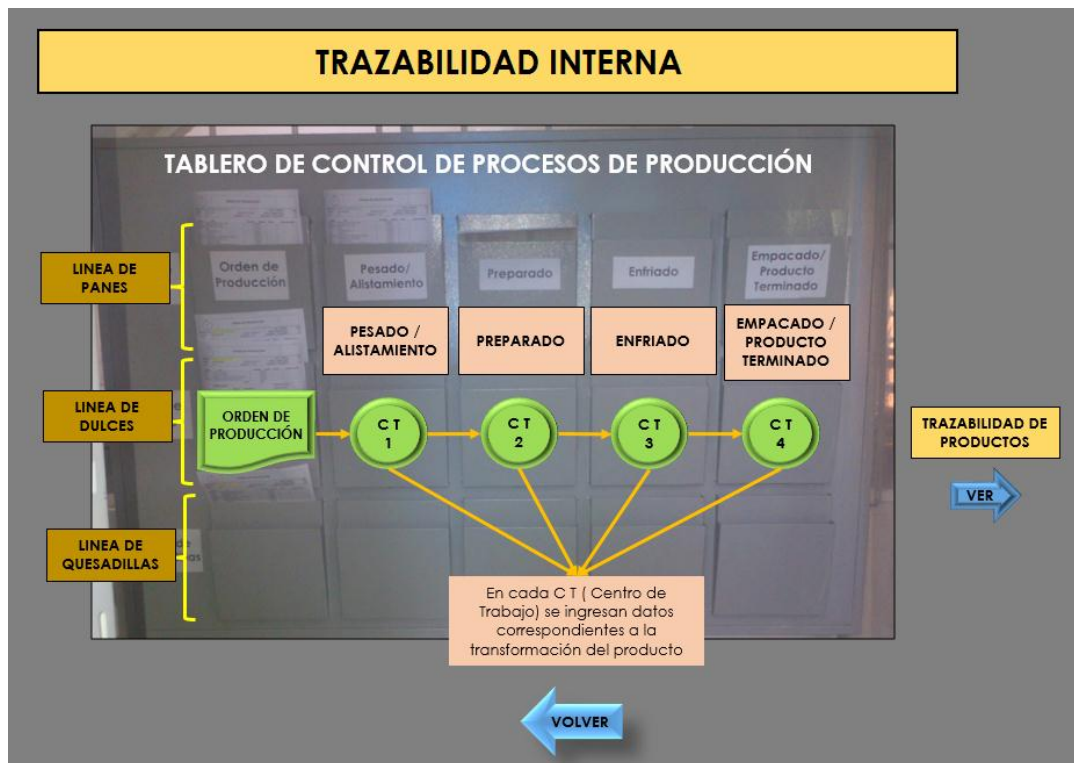 TRAZABILIDAD INTERNA
TABLERO DE CONTROL DE PROCESOS DE PRODUCCIÓN
LINEA DE
PANES
Orden de
Producción
Pesado/
Alistamiento
Preparado
Enfriado
Empacado/
Producto
Terminado
PESADO /
ALISTAMIENTO
PREPARADO
ENFRIADO
EMPACADO /
PRODUCTO
TERMINADO
LINEA DE
DULCES
ORDEN DE
PRODUCCIÓN
C T
1
C T
2
C T
3
C T
4
TRAZABILIDAD DE
PRODUCTOS
VER
LINEA DE
QUESADILLAS
En cada C T ( Centro de
Trabajo) se ingresan datos
correspondientes a la
transformación del producto
VOLVER